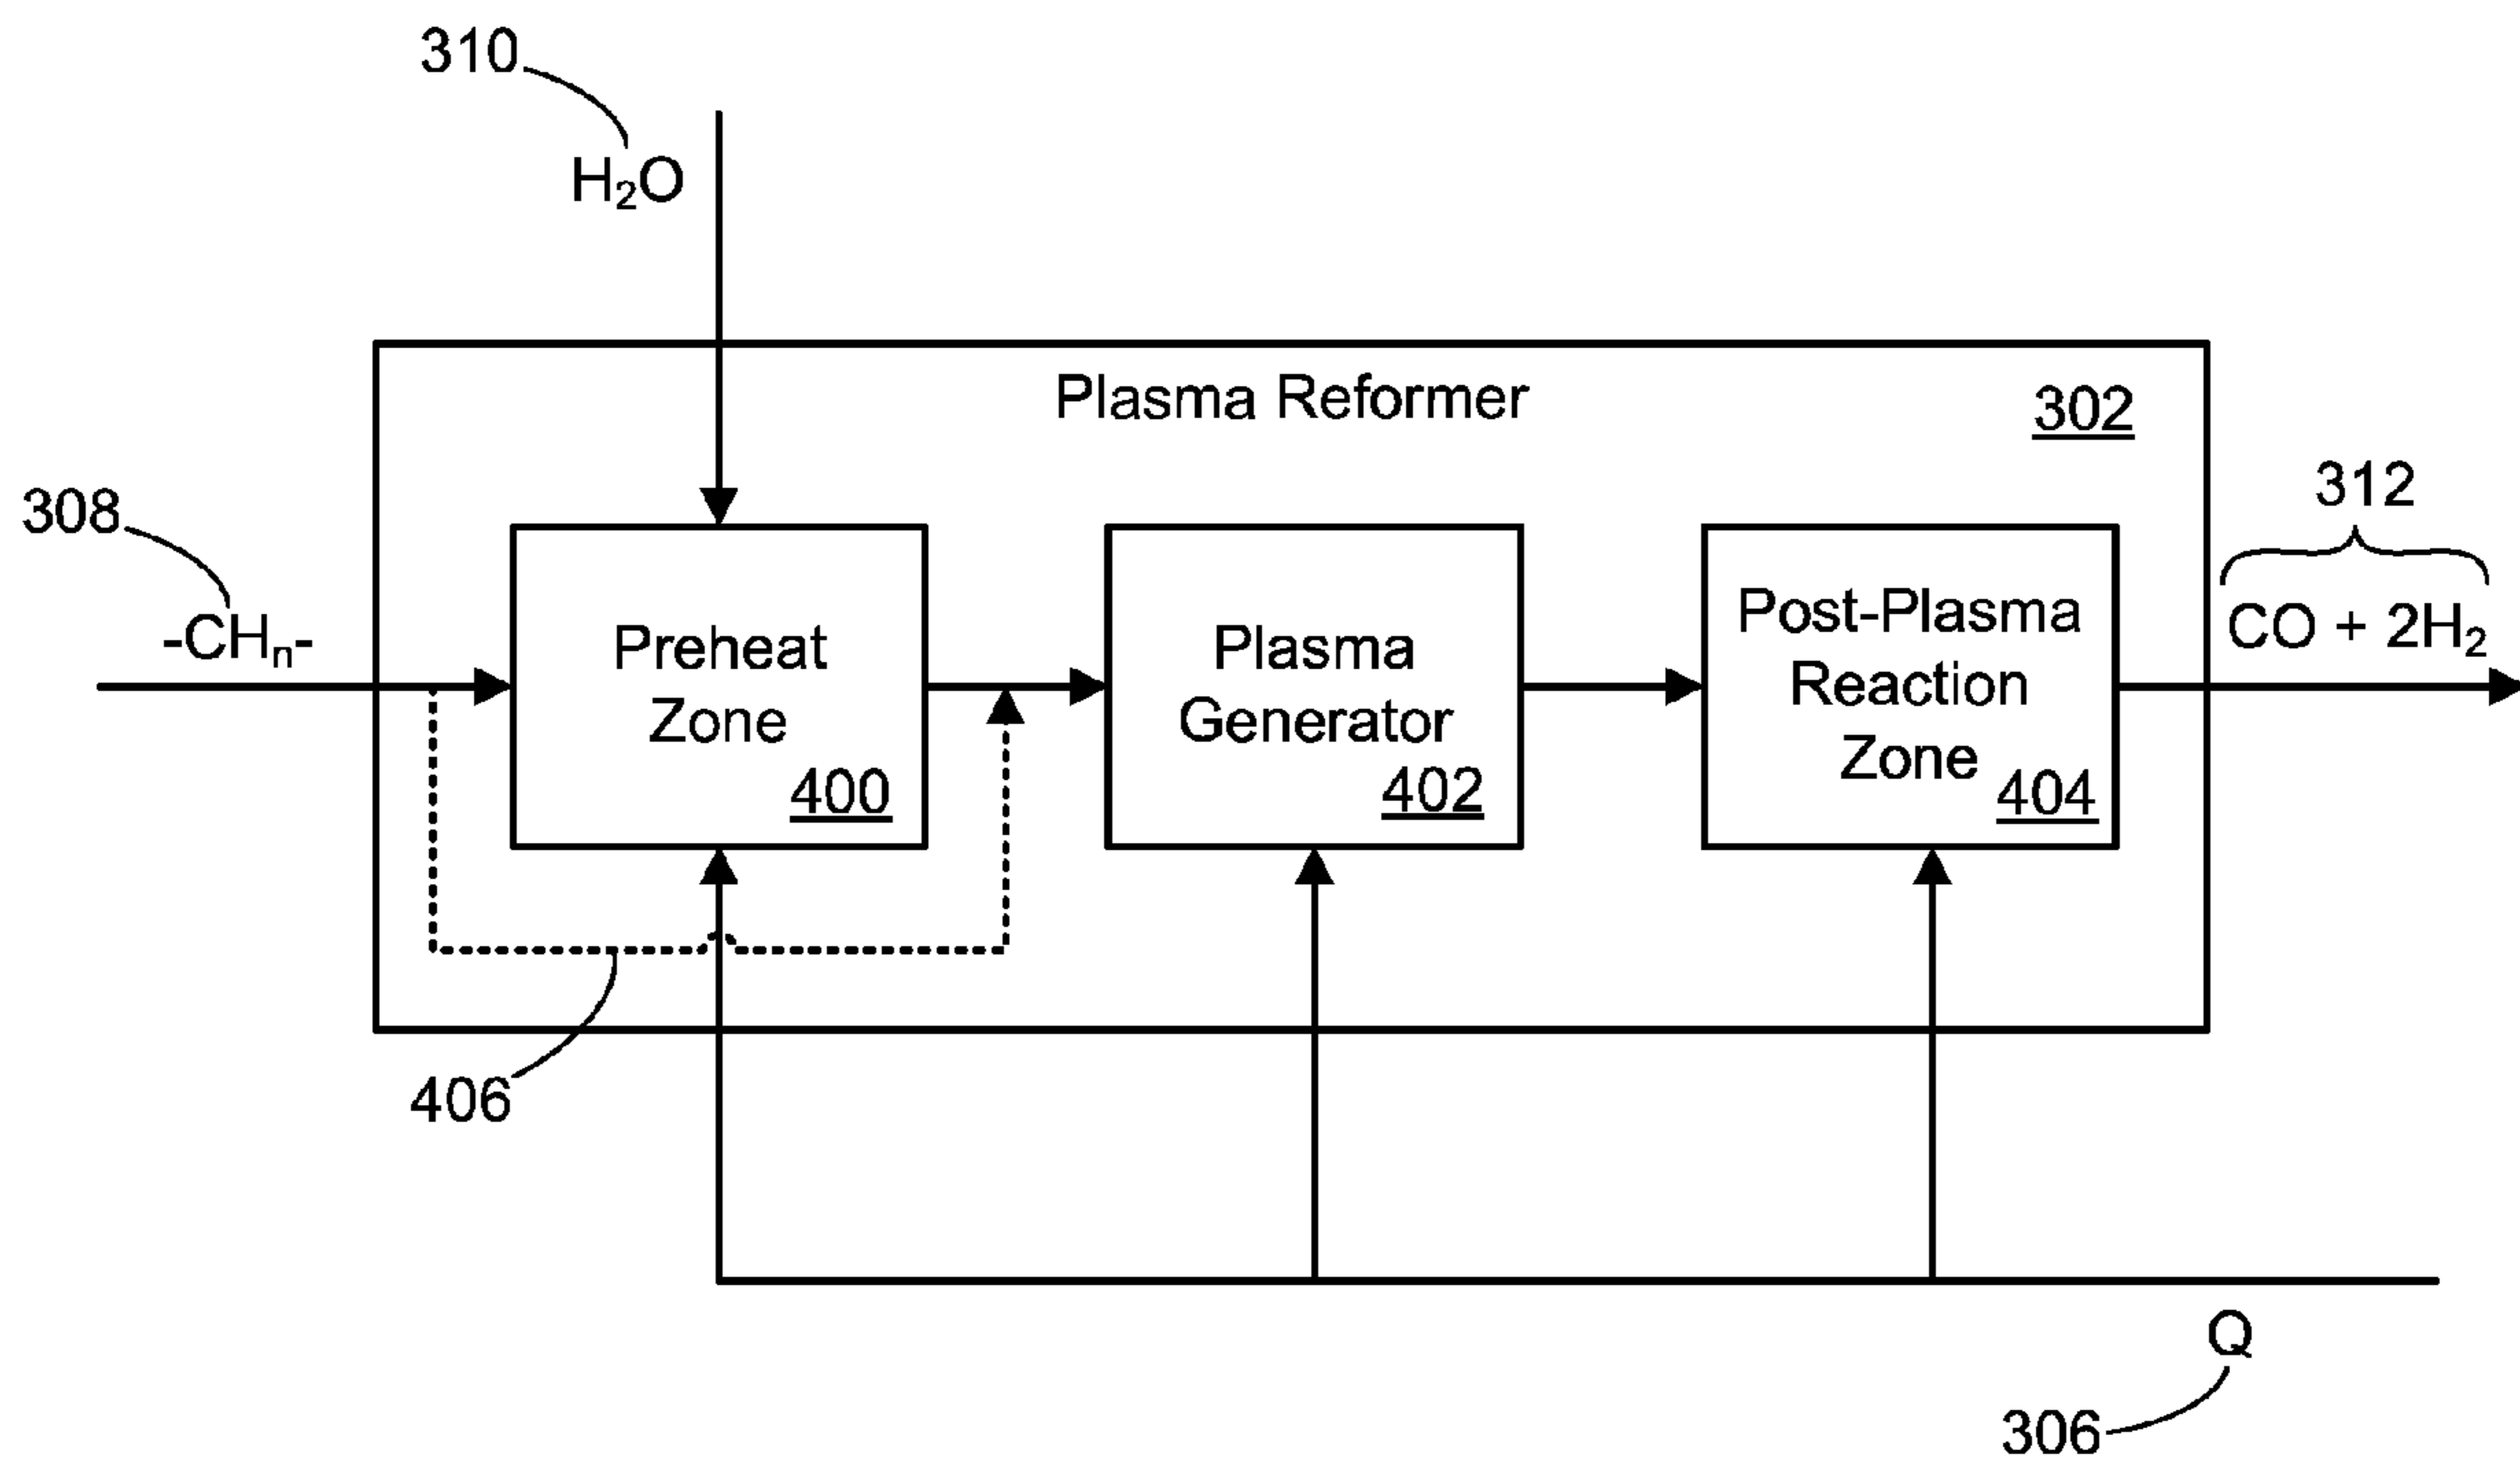 310
H₂O
Plasma Reformer
302
308
312
-CHₙ-
CO + 2H₂
Preheat
Zone
400
Plasma
Generator
402
Post-Plasma
Reaction
Zone
404
406
Q
306